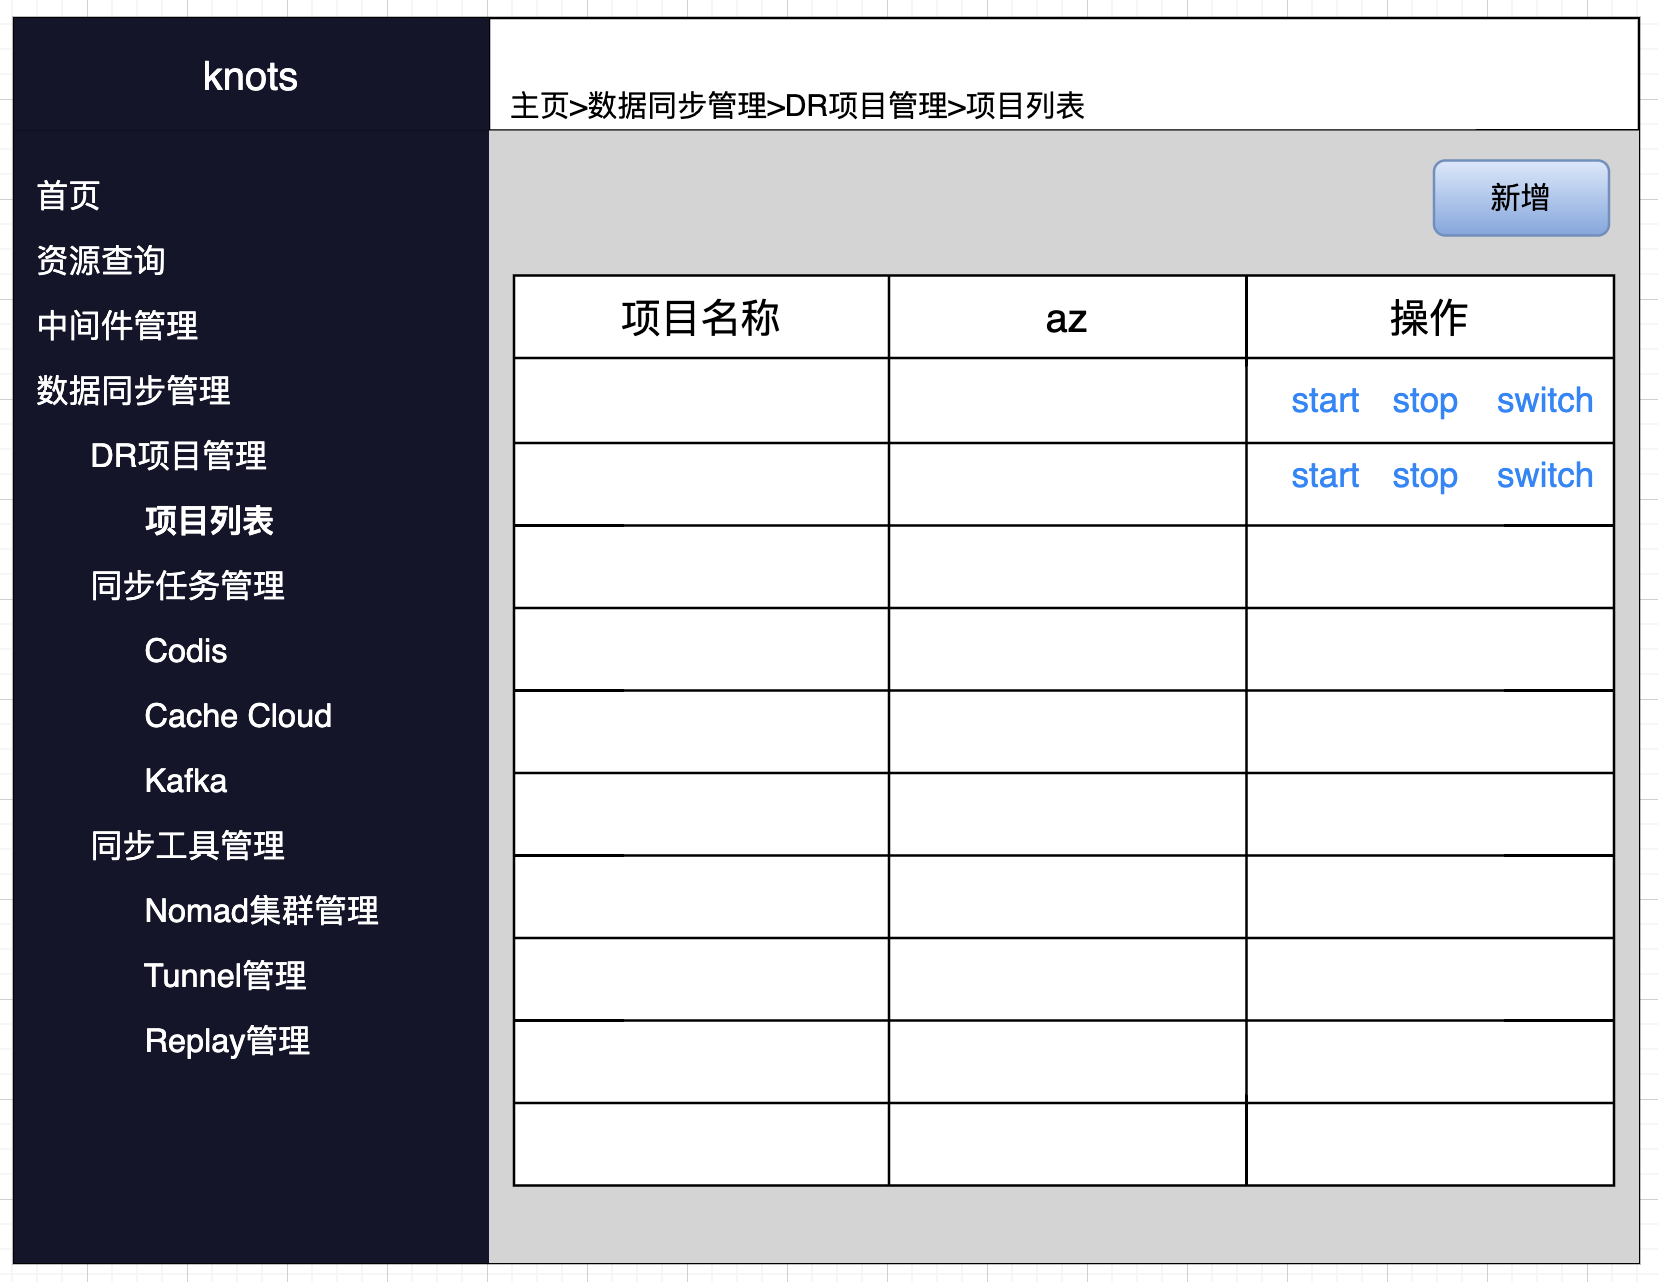 knots
主页>数据同步管理>DR项目管理>项目列表
首页
资源查询
中间件管理
数据同步管理
DR项目管理
项目列表
同步任务管理
Codis
Cache Cloud
Kafka
同步工具管理
Nomad集群管理
Tunnel管理
Replay管理
新增
项目名称 az 操作
start stop switch
start stop switch